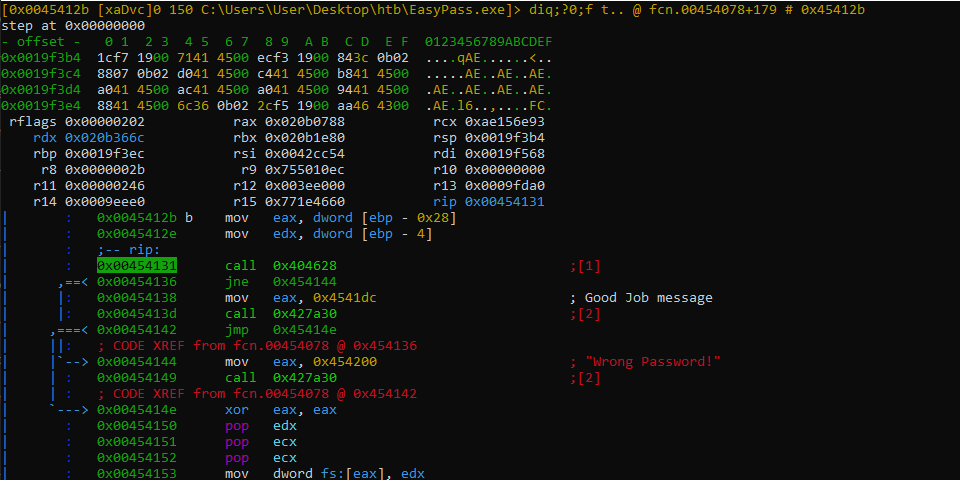 [0x0045412b [xaDvc]0 150 C:\Users\User\Desktop\htb\EasyPass.exe]> diq;?0;f t.. @ fcn.00454078+179 # 0x45412b
step at 0x00000000
- offset -   0 1  2 3  4 5  6 7  8 9  A B  C D  E F  0123456789ABCDEF
0x0019f3b4  1cf7 1900 7141 4500 ecf3 1900 843c 0b02  ....qAE......<..
0x0019f3c4  8807 0b02 d041 4500 c441 4500 b841 4500  .....AE..AE..AE.
0x0019f3d4  a041 4500 ac41 4500 a041 4500 9441 4500  .AE..AE..AE..AE.
0x0019f3e4  8841 4500 6c36 0b02 2cf5 1900 aa46 4300  .AE.l6..,....FC.
rflags 0x00000202 rax 0x020b0788 rcx 0xae156e93
rdx 0x020b366c rbx 0x020b1e80 rsp 0x0019f3b4
rbp 0x0019f3ec rsi 0x0042cc54 rdi 0x0019f568
r8 0x0000002b r9 0x755010ec r10 0x00000000
r11 0x00000246 r12 0x003ee000 r13 0x0009fda0
r14 0x0009eee0 r15 0x771e4660 rip 0x00454131
| : 0x0045412b b mov eax, dword [ebp - 0x28]
| : 0x0045412e mov edx, dword [ebp - 4]
| : ;-- rip:
| : 0x00454131 call 0x404628 ;[1]
| ,==< 0x00454136 jne 0x454144
| |: 0x00454138 mov eax, 0x4541dc ; Good Job message
| |: 0x0045413d call 0x427a30 ;[2]
| ,===< 0x00454142 jmp 0x45414e
| ||: ; CODE XREF from fcn.00454078 @ 0x454136
| |`--> 0x00454144 mov eax, 0x454200 ; "Wrong Password!"
| | : 0x00454149 call 0x427a30 ;[2]
| | : ; CODE XREF from fcn.00454078 @ 0x454142
| `---> 0x0045414e xor eax, eax
| : 0x00454150 pop edx
| : 0x00454151 pop ecx
| : 0x00454152 pop ecx
| : 0x00454153 mov dword fs:[eax], edx